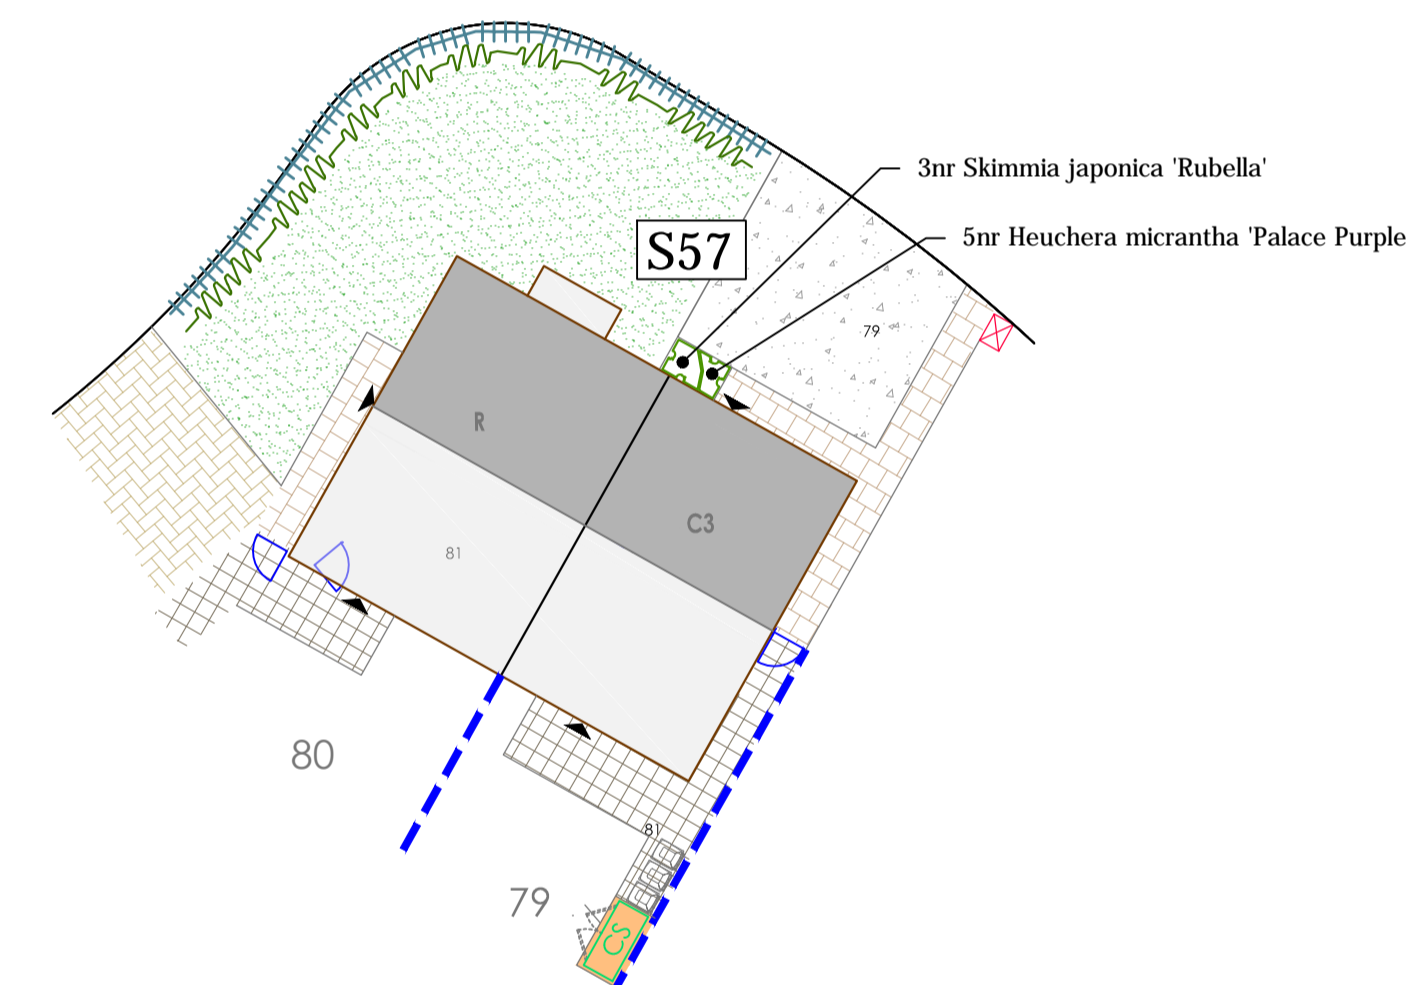 3nr Skimmia japonica 'Rubella'
S57
5nr Heuchera micrantha 'Palace Purple
79
R
C3
81
80
81
79
CS